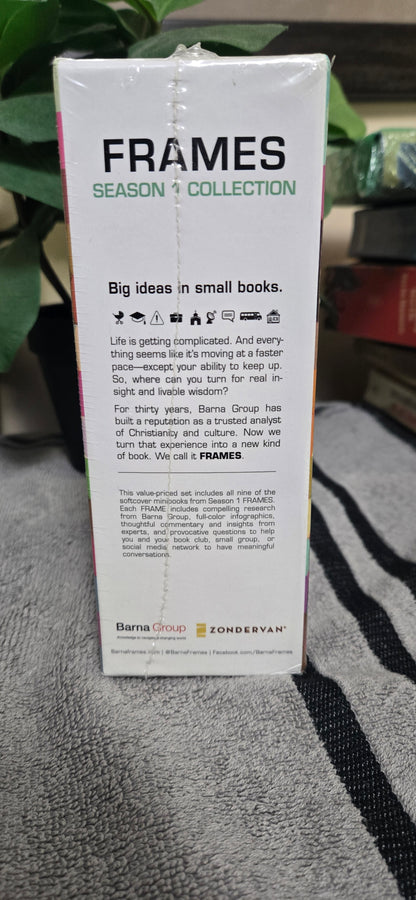 FRAMES
SEASON 1 COLLECTION
Big ideas in small books.
Life is getting complicated. And every-
thing seems like it's moving at a faster
pace—except your ability to keep up.
So, where can you turn for real in-
sight and livable wisdom?
For thirty years, Barna Group has
built a reputation as a trusted analyst
of Christianity and culture. Now we
turn that experience into a new kind
of book. We call it FRAMES.
This value-priced set includes all nine of the
softcover minibooks from Season 1 FRAMES.
Each FRAME includes compelling research
from Barna Group, full-color infographics,
thoughtful commentary and insights from
experts, and provocative questions to help
you and your book club, small group, or
social media network to have meaningful
conversations.
Barna Group
Knowledge to navigate a changing world
ZONDERVAN®
BarnaFrames.com | @BarnaFrames | Facebook.com/BarnaFrames